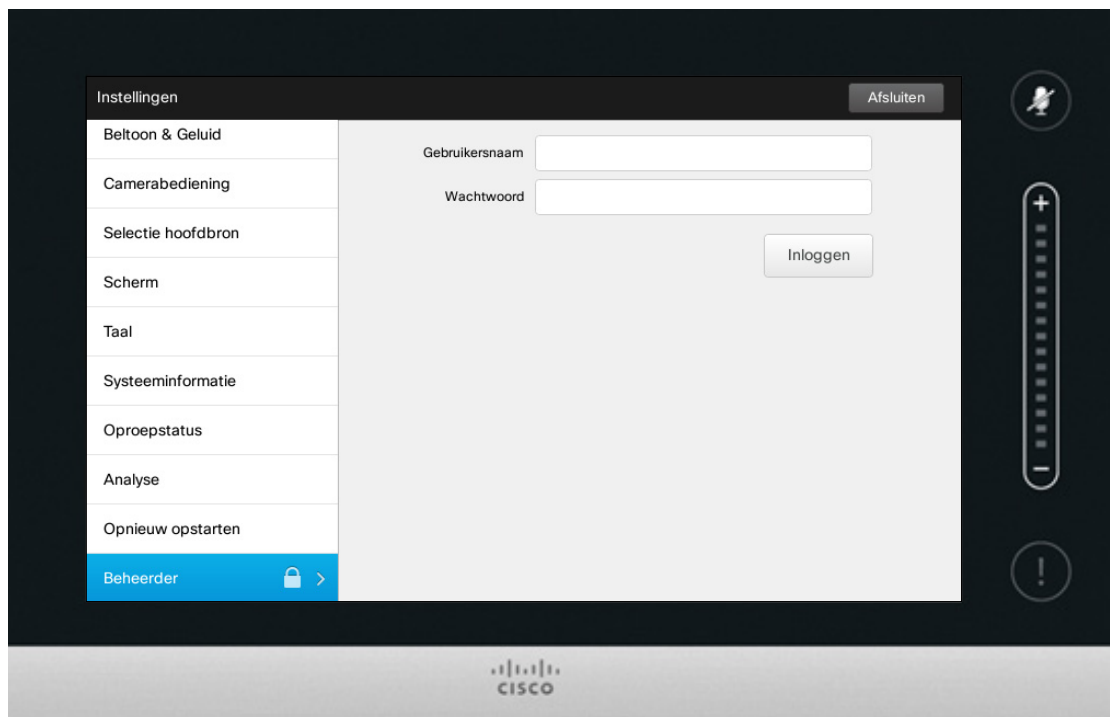 Instellingen
Afsluiten
Beltoon & Geluid
Camerabediening
Selectie hoofdbron
Scherm
Taal
Systeeminformatie
Oproepstatus
Analyse
Opnieuw opstarten
Beheerder
Gebruikersnaam
Wachtwoord
Inloggen
+
−
!
CISCO